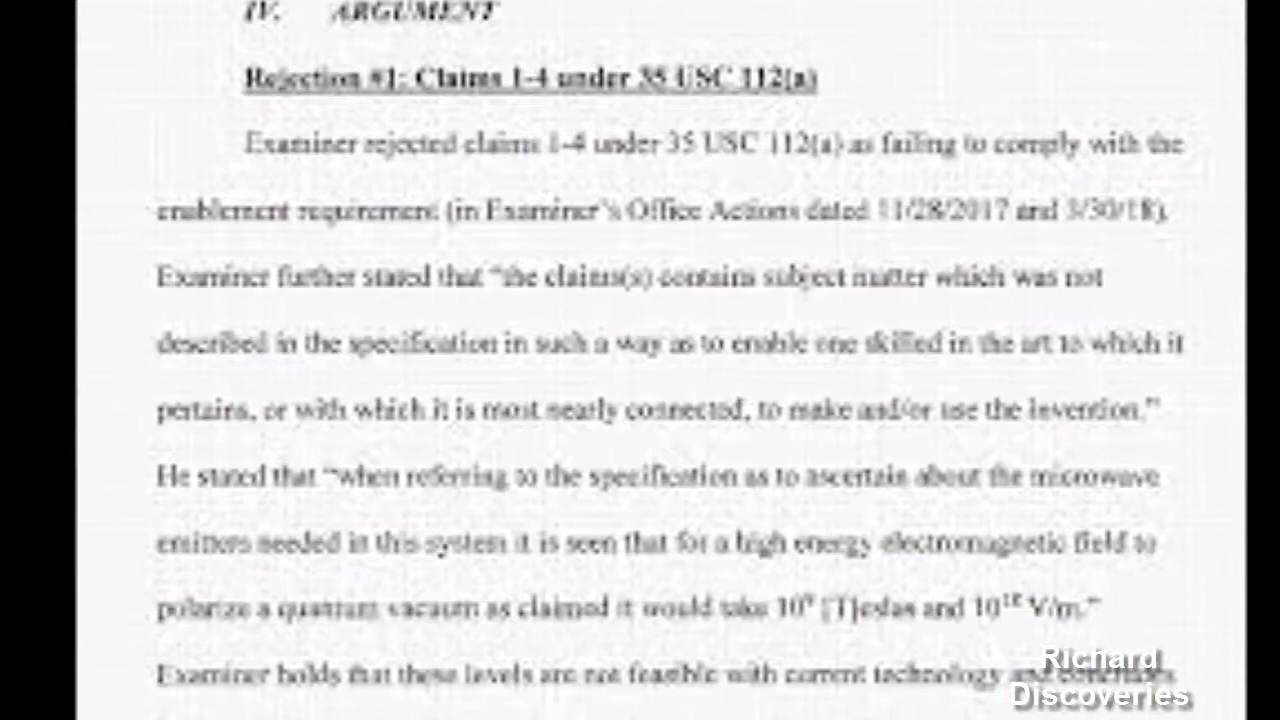 IV. ARGUMENT
Rejection #1: Claims 1-4 under 35 USC 112(a)
Examiner rejected claims 1-4 under 35 USC 112(a) as failing to comply with the
enablement requirement (in Examiner's Office Actions dated 11/28/2017 and 3/30/18).
Examiner further stated that "the claims(s) contains subject matter which was not
described in the specification in such a way as to enable one skilled in the art to which it
pertains, or with which it is most nearly connected, to make and/or use the invention."
He stated that "when referring to the specification as to ascertain about the microwave
emitters needed in this system it is seen that for a high energy electromagnetic field to
polarize a quantum vacuum as claimed it would take 10⁹ [T]eslas and 10¹⁸ V/m."
Examiner holds that these levels are not feasible with current technology and concludes
Richard
Discoveries